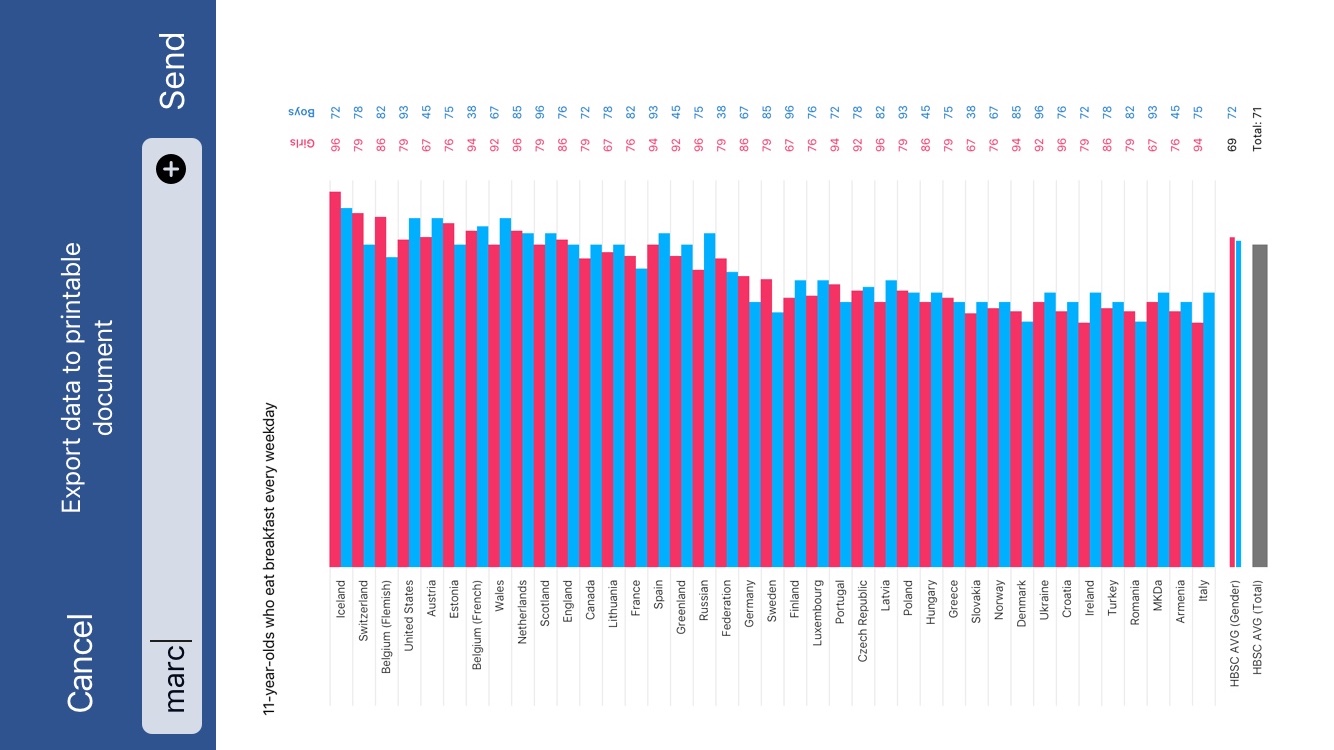 Cancel
Export data to printable
document
Send
marc
11-year-olds who eat breakfast every weekday
Girls Boys
Iceland 96 72
Switzerland 79 78
Belgium (Flemish) 86 82
United States 79 93
Austria 67 45
Estonia 76 75
Belgium (French) 94 38
Wales 92 67
Netherlands 96 85
Scotland 79 96
England 86 76
Canada 79 72
Lithuania 67 78
France 76 82
Spain 94 93
Greenland 92 45
Russian 96 75
Federation 79 38
Germany 86 67
Sweden 79 85
Finland 67 96
Luxembourg 76 76
Portugal 94 72
Czech Republic 92 78
Latvia 96 82
Poland 79 93
Hungary 86 45
Greece 79 75
Slovakia 67 38
Norway 76 67
Denmark 94 85
Ukraine 92 96
Croatia 96 76
Ireland 79 72
Turkey 86 78
Romania 79 82
MKDa 67 93
Armenia 76 45
Italy 94 75
HBSC AVG (Gender) 69 72
HBSC AVG (Total) Total: 71